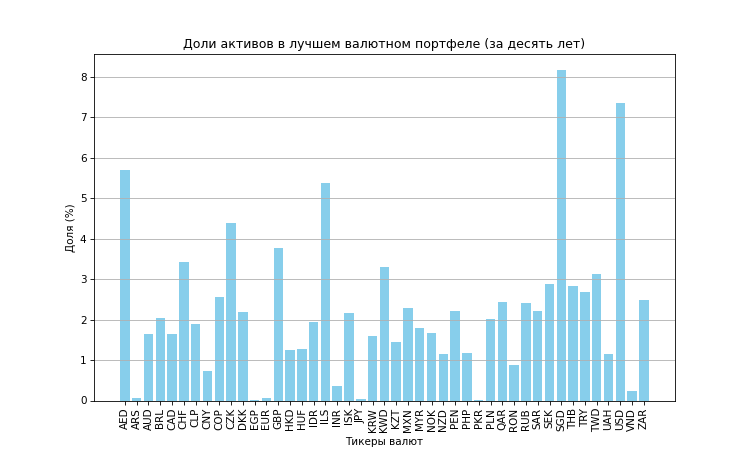 Доли активов в лучшем валютном портфеле (за десять лет)
Доля (%)
8
7
6
5
4
3
2
1
0
AED
ARS
AUD
BRL
CAD
CHF
CLP
CNY
COP
CZK
DKK
EGP
EUR
GBP
HKD
HUF
IDR
ILS
INR
ISK
JPY
KRW
KWD
KZT
MXN
MYR
NOK
NZD
PEN
PHP
PKR
PLN
QAR
RON
RUB
SAR
SEK
SGD
THB
TRY
TWD
UAH
USD
VND
ZAR
Тикеры валют